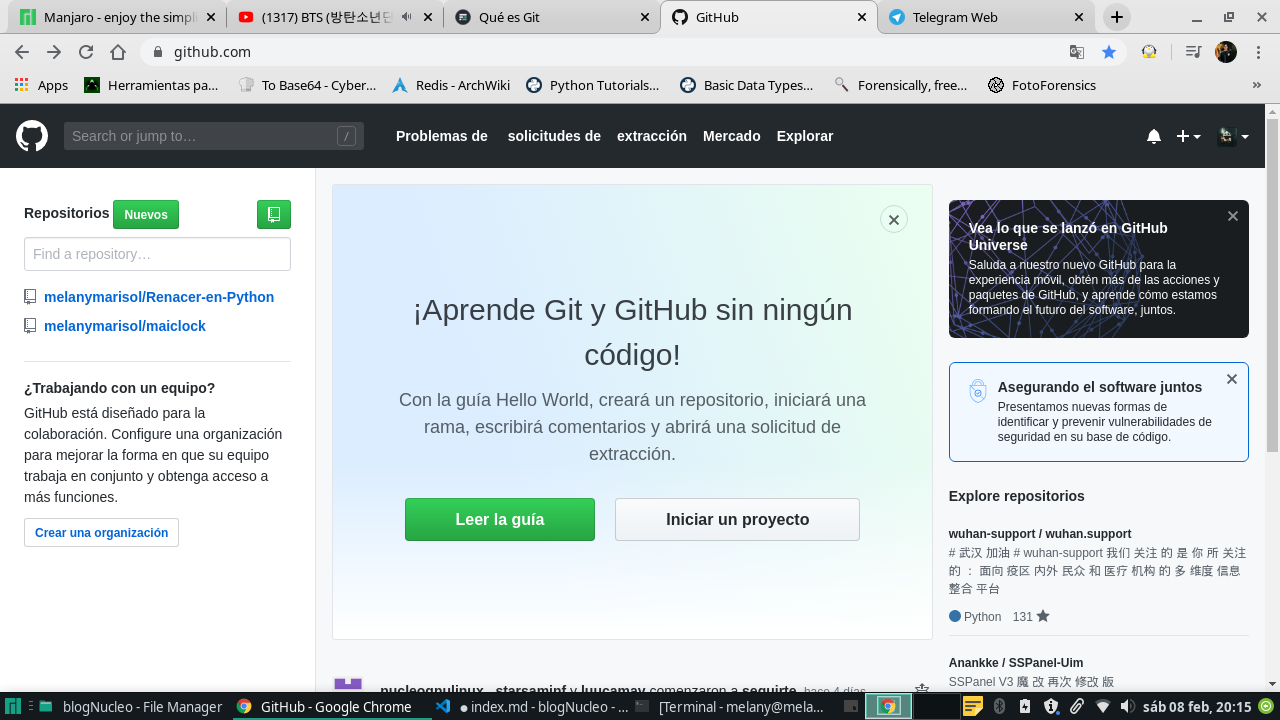 Manjaro - enjoy the simpli
(1317) BTS (방탄소년단
Qué es Git
GitHub
Telegram Web
github.com
Apps
Herramientas pa…
To Base64 - Cyber…
Redis - ArchWiki
Python Tutorials…
Basic Data Types…
Forensically, free…
FotoForensics
»
Search or jump to…
/
Problemas de solicitudes de extracción Mercado Explorar
Repositorios Nuevos
Find a repository…
melanymarisol/Renacer-en-Python
melanymarisol/maiclock
¿Trabajando con un equipo?
GitHub está diseñado para la
colaboración. Configure una organización
para mejorar la forma en que su equipo
trabaja en conjunto y obtenga acceso a
más funciones.
Crear una organización
¡Aprende Git y GitHub sin ningún
código!
Con la guía Hello World, creará un repositorio, iniciará una
rama, escribirá comentarios y abrirá una solicitud de
extracción.
Leer la guía
Iniciar un proyecto
nucleognulinux , starsaminf y luucamay comenzaron a seguirte hace 4 días
Vea lo que se lanzó en GitHub
Universe
Saluda a nuestro nuevo GitHub para la
experiencia móvil, obtén más de las acciones y
paquetes de GitHub, y aprende cómo estamos
formando el futuro del software, juntos.
Asegurando el software juntos
Presentamos nuevas formas de
identificar y prevenir vulnerabilidades de
seguridad en su base de código.
Explore repositorios
wuhan-support / wuhan.support
# 武汉 加油 # wuhan-support 我们 关注 的 是 你 所 关注
的 ： 面向 疫区 内外 民众 和 医疗 机构 的 多 维度 信息
整合 平台
Python 131
Anankke / SSPanel-Uim
SSPanel V3 魔 改 再次 修改 版
blogNucleo - File Manager
GitHub - Google Chrome
● index.md - blogNucleo - …
[Terminal - melany@mela…
sáb 08 feb, 20:15